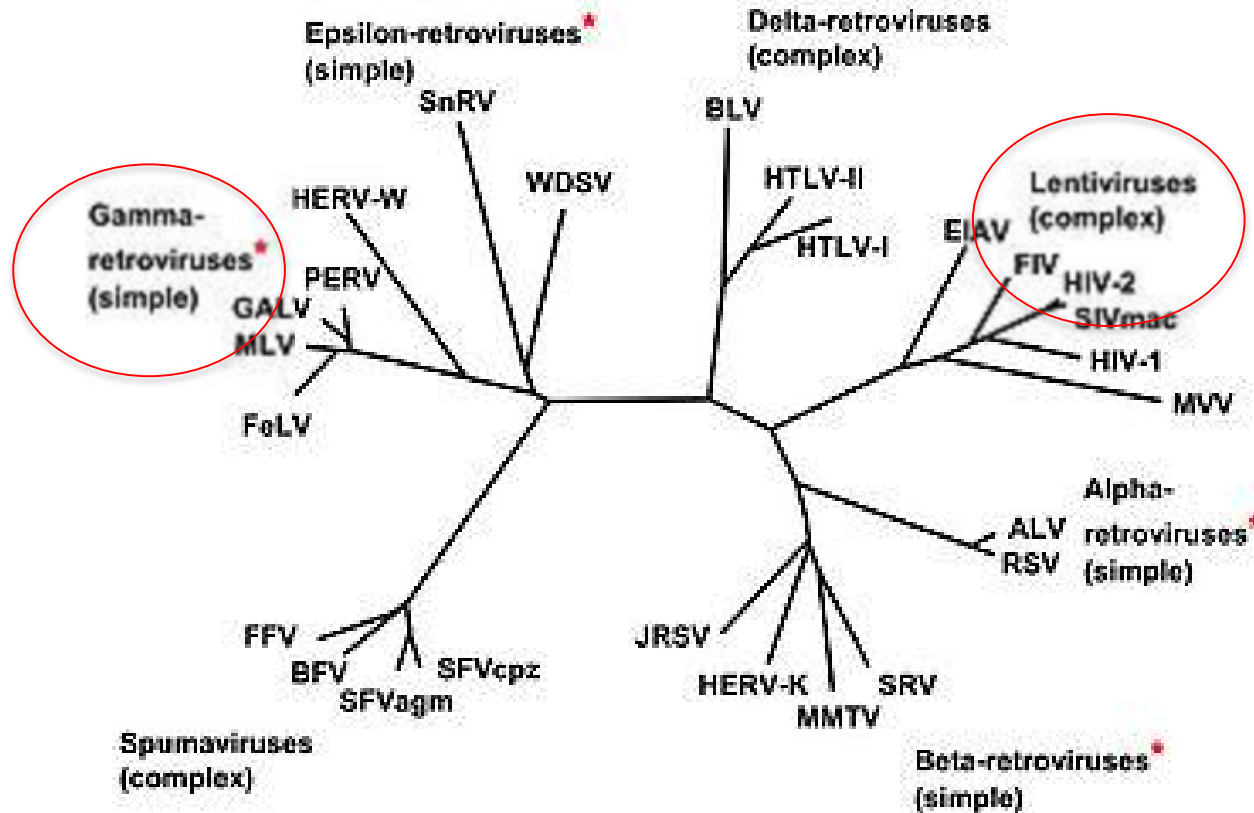 Epsilon-retroviruses*
(simple)
Delta-retroviruses
(complex)
SnRV
BLV
WDSV
HERV-W
HTLV-II
HTLV-I
Lentiviruses
(complex)
EIAV
FIV
HIV-2
SIVmac
HIV-1
MVV
Gamma-
retroviruses*
(simple)
PERV
GALV
MLV
FeLV
Alpha-
retroviruses*
(simple)
ALV
RSV
FFV
BFV
SFVagm
SFVcpz
JRSV
HERV-K
MMTV
SRV
Spumaviruses
(complex)
Beta-retroviruses*
(simple)